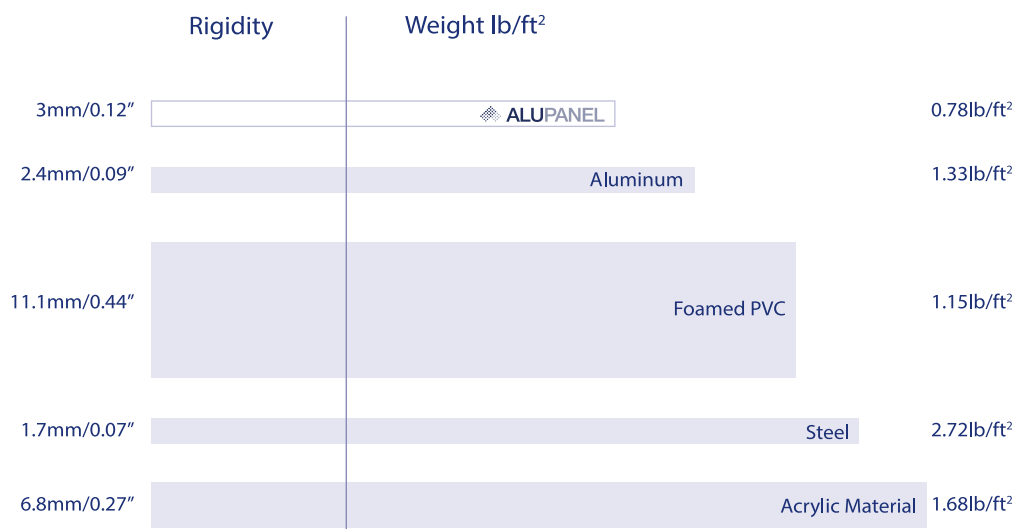 Rigidity Weight lb/ft²
3mm/0.12” ALUPANEL 0.78lb/ft²
2.4mm/0.09” Aluminum 1.33lb/ft²
11.1mm/0.44” Foamed PVC 1.15lb/ft²
1.7mm/0.07” Steel 2.72lb/ft²
6.8mm/0.27” Acrylic Material 1.68lb/ft²